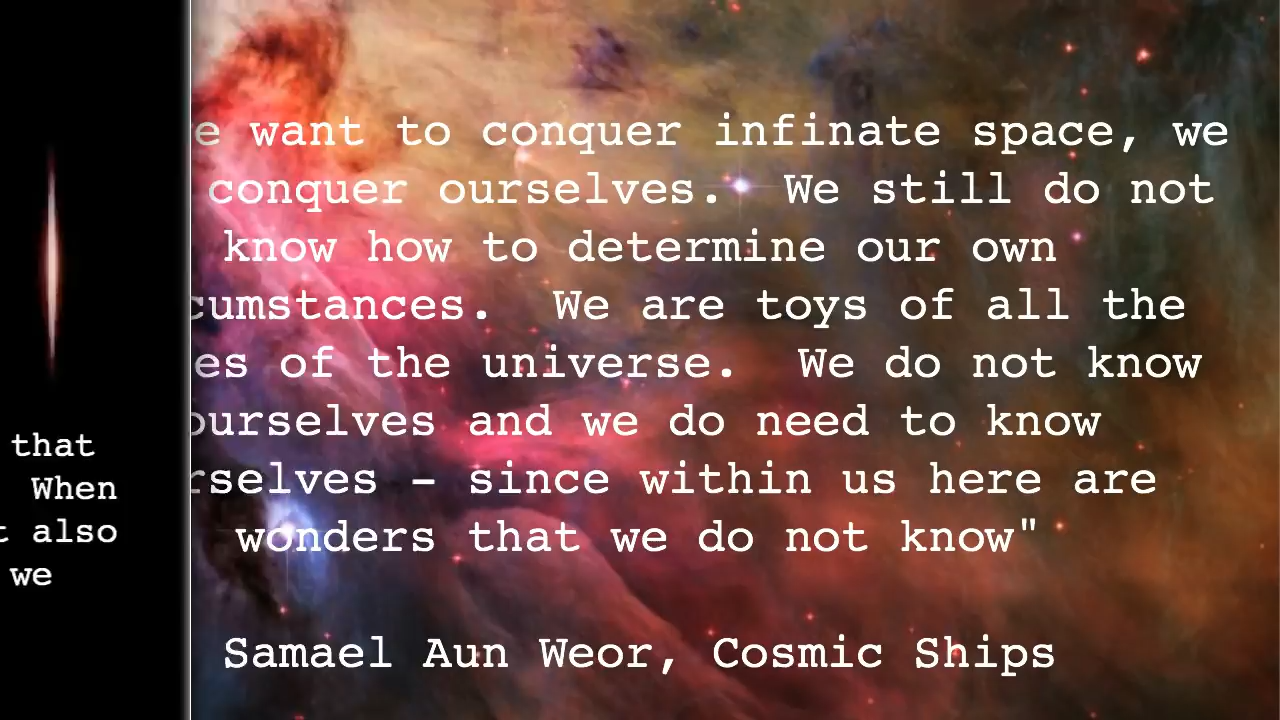 that
When
also
we
want to conquer infinate space, we
conquer ourselves. We still do not
know how to determine our own
We are toys of all the
of the universe. We do not know
ourselves and we do need to know
– since within us here are
wonders that we do not know"
Samael Aun Weor, Cosmic Ships